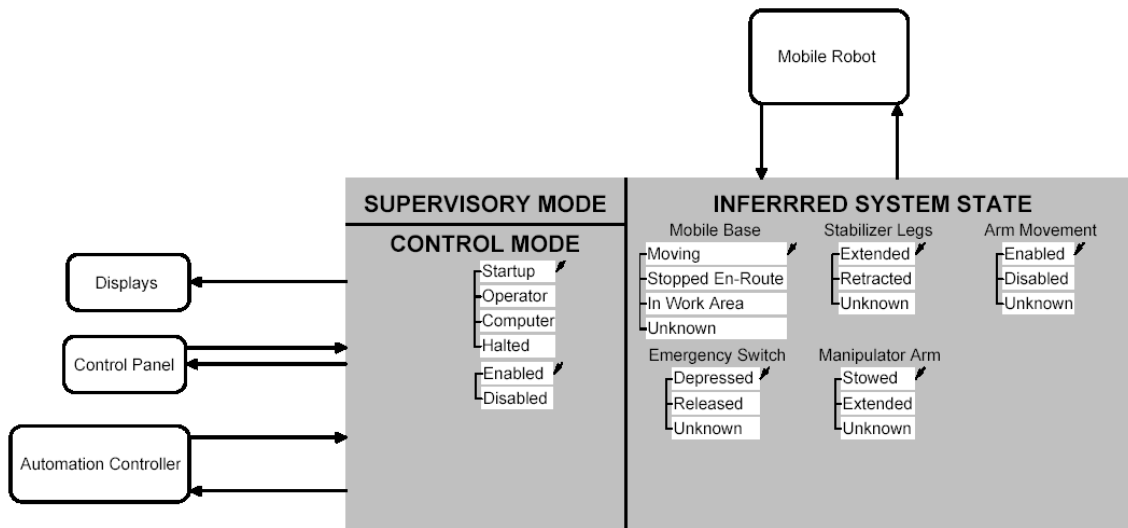 Mobile Robot
SUPERVISORY MODE
INFERRRED SYSTEM STATE
CONTROL MODE
Startup
Operator
Computer
Halted
Enabled
Disabled
Mobile Base
Moving
Stopped En-Route
In Work Area
Unknown
Stabilizer Legs
Extended
Retracted
Unknown
Arm Movement
Enabled
Disabled
Unknown
Emergency Switch
Depressed
Released
Unknown
Manipulator Arm
Stowed
Extended
Unknown
Displays
Control Panel
Automation Controller